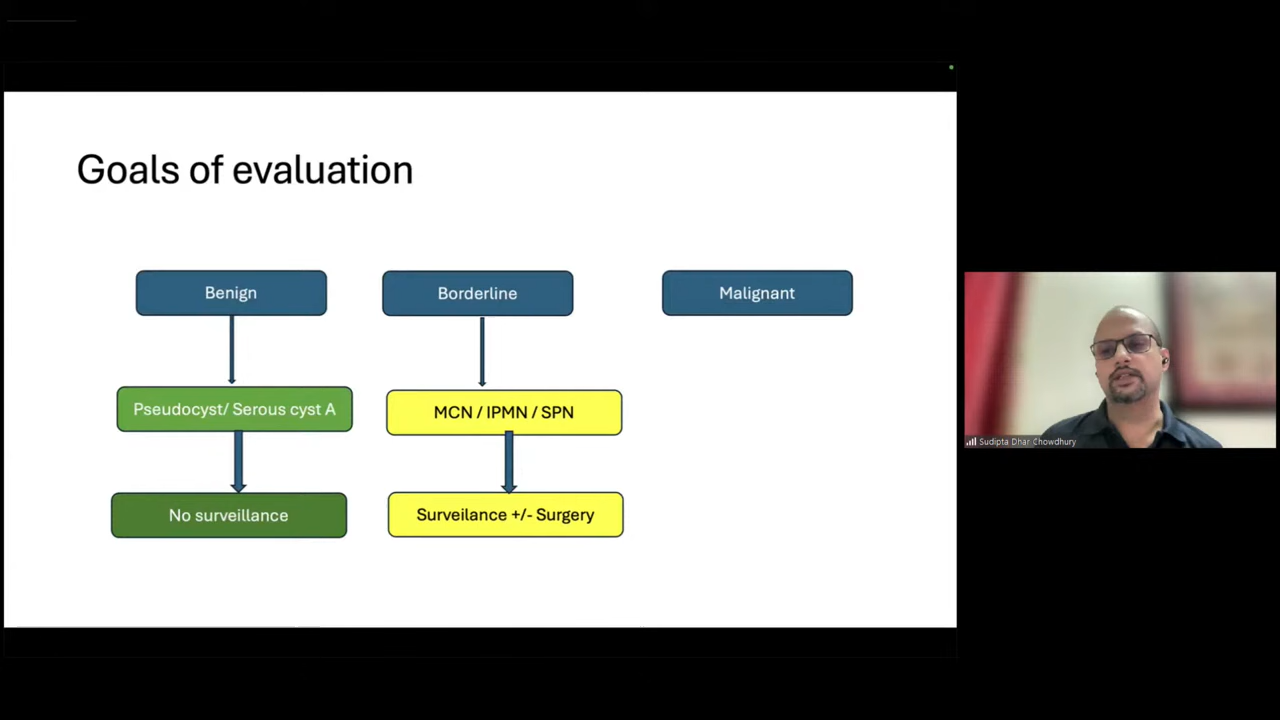 Goals of evaluation
Benign
Borderline
Malignant
Pseudocyst/ Serous cyst A
MCN / IPMN / SPN
No surveillance
Surveilance +/- Surgery
Sudipta Dhar Chowdhury